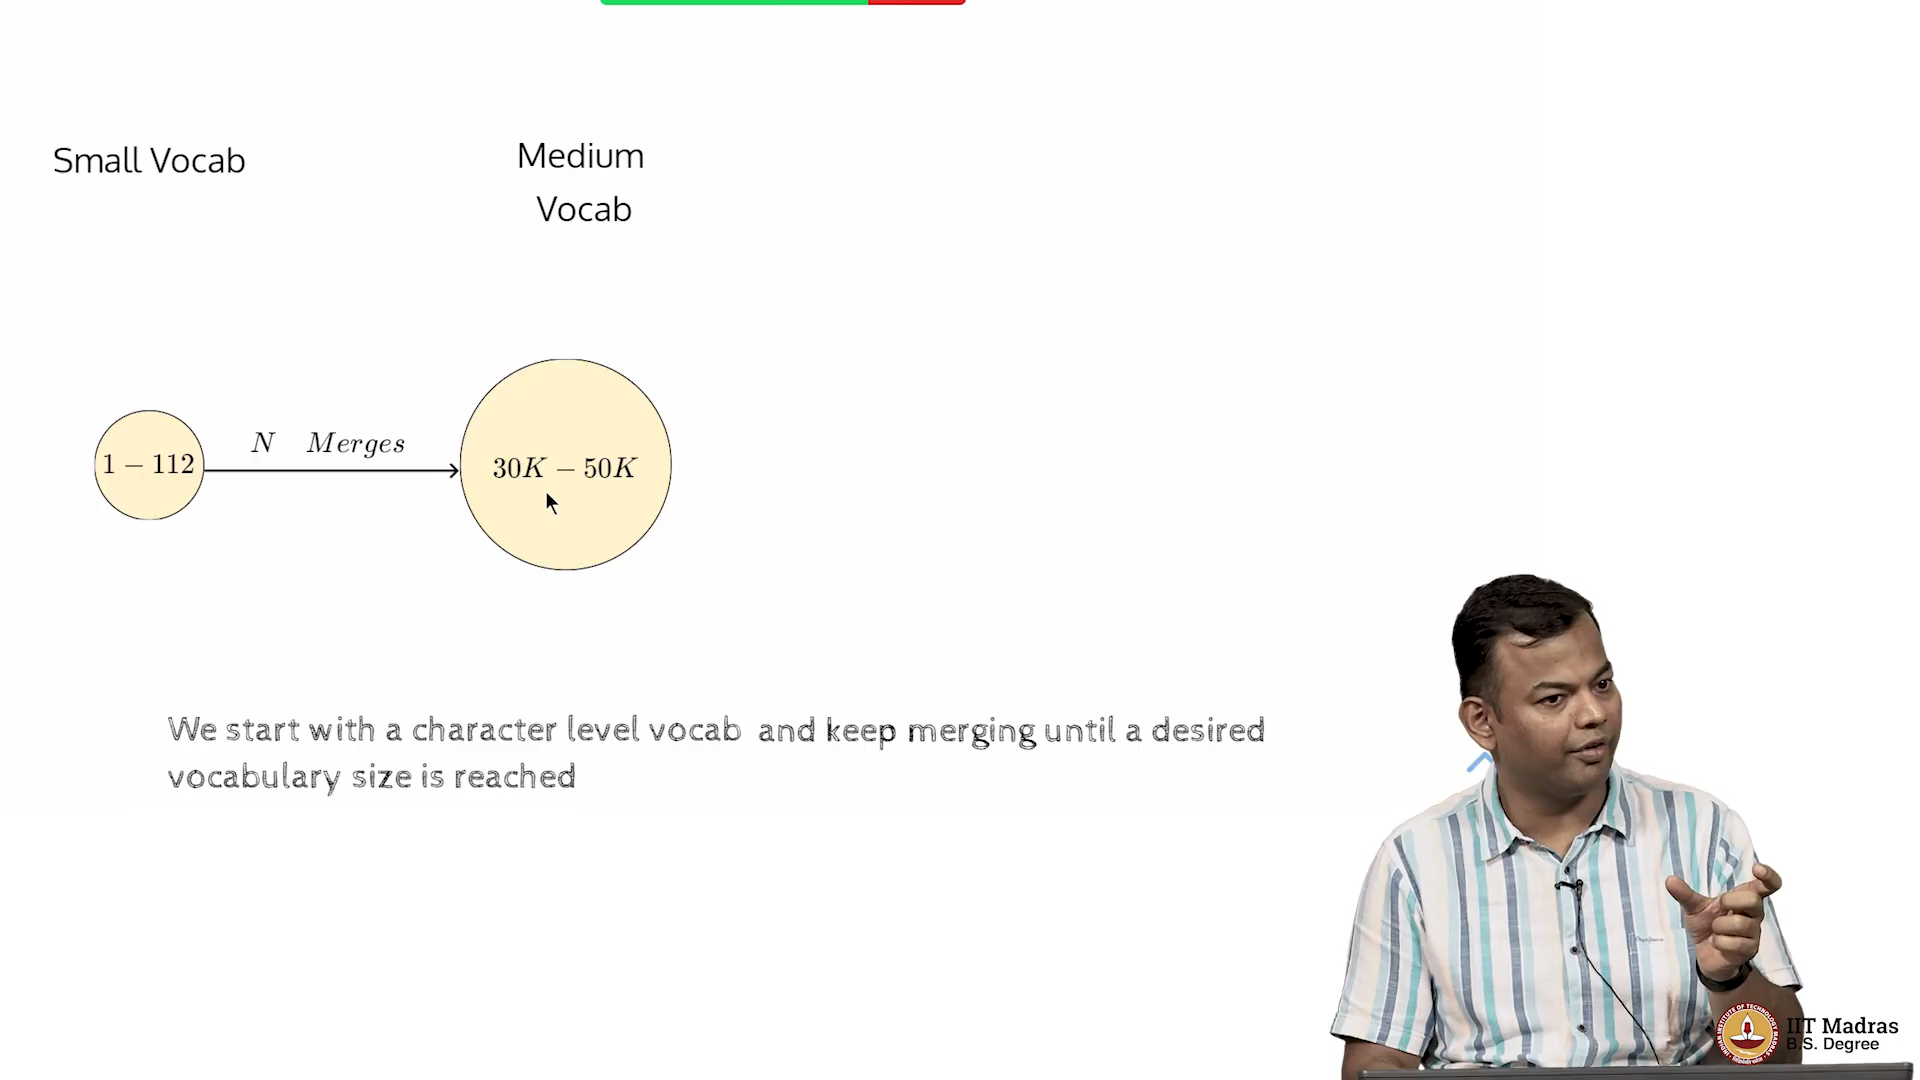 Small Vocab
Medium
Vocab
1 – 112
N Merges
30K – 50K
We start with a character level vocab and keep merging until a desired
vocabulary size is reached
IIT Madras
B.S. Degree